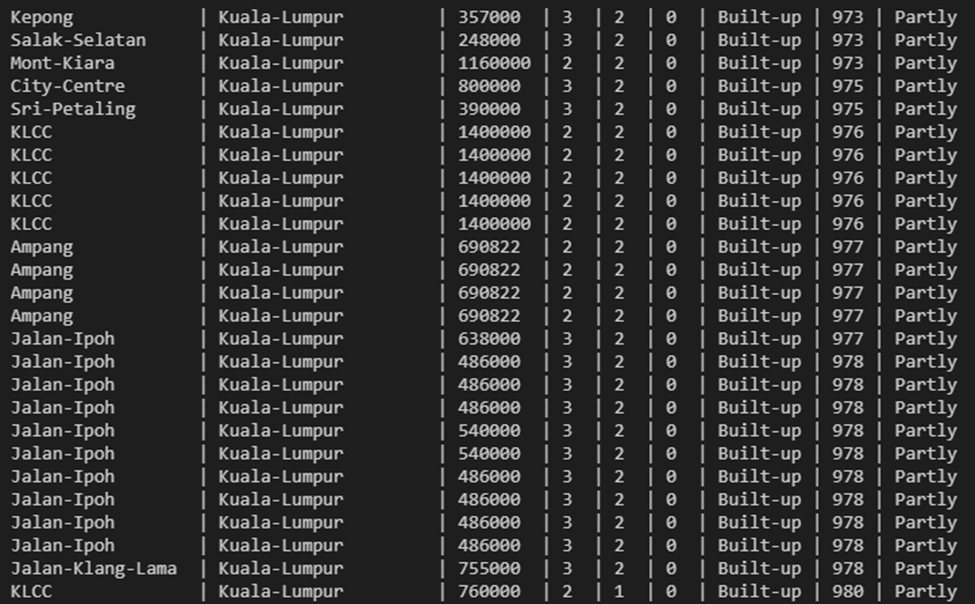 Kepong | Kuala-Lumpur | 357000 | 3 | 2 | 0 | Built-up | 973 | Partly
Salak-Selatan | Kuala-Lumpur | 248000 | 3 | 2 | 0 | Built-up | 973 | Partly
Mont-Kiara | Kuala-Lumpur | 1160000 | 2 | 2 | 0 | Built-up | 973 | Partly
City-Centre | Kuala-Lumpur | 800000 | 3 | 2 | 0 | Built-up | 975 | Partly
Sri-Petaling | Kuala-Lumpur | 390000 | 3 | 2 | 0 | Built-up | 975 | Partly
KLCC | Kuala-Lumpur | 1400000 | 2 | 2 | 0 | Built-up | 976 | Partly
KLCC | Kuala-Lumpur | 1400000 | 2 | 2 | 0 | Built-up | 976 | Partly
KLCC | Kuala-Lumpur | 1400000 | 2 | 2 | 0 | Built-up | 976 | Partly
KLCC | Kuala-Lumpur | 1400000 | 2 | 2 | 0 | Built-up | 976 | Partly
KLCC | Kuala-Lumpur | 1400000 | 2 | 2 | 0 | Built-up | 976 | Partly
Ampang | Kuala-Lumpur | 690822 | 2 | 2 | 0 | Built-up | 977 | Partly
Ampang | Kuala-Lumpur | 690822 | 2 | 2 | 0 | Built-up | 977 | Partly
Ampang | Kuala-Lumpur | 690822 | 2 | 2 | 0 | Built-up | 977 | Partly
Ampang | Kuala-Lumpur | 690822 | 2 | 2 | 0 | Built-up | 977 | Partly
Jalan-Ipoh | Kuala-Lumpur | 638000 | 3 | 2 | 0 | Built-up | 977 | Partly
Jalan-Ipoh | Kuala-Lumpur | 486000 | 3 | 2 | 0 | Built-up | 978 | Partly
Jalan-Ipoh | Kuala-Lumpur | 486000 | 3 | 2 | 0 | Built-up | 978 | Partly
Jalan-Ipoh | Kuala-Lumpur | 486000 | 3 | 2 | 0 | Built-up | 978 | Partly
Jalan-Ipoh | Kuala-Lumpur | 540000 | 3 | 2 | 0 | Built-up | 978 | Partly
Jalan-Ipoh | Kuala-Lumpur | 540000 | 3 | 2 | 0 | Built-up | 978 | Partly
Jalan-Ipoh | Kuala-Lumpur | 486000 | 3 | 2 | 0 | Built-up | 978 | Partly
Jalan-Ipoh | Kuala-Lumpur | 486000 | 3 | 2 | 0 | Built-up | 978 | Partly
Jalan-Ipoh | Kuala-Lumpur | 486000 | 3 | 2 | 0 | Built-up | 978 | Partly
Jalan-Ipoh | Kuala-Lumpur | 486000 | 3 | 2 | 0 | Built-up | 978 | Partly
Jalan-Klang-Lama | Kuala-Lumpur | 755000 | 3 | 2 | 0 | Built-up | 978 | Partly
KLCC | Kuala-Lumpur | 760000 | 2 | 1 | 0 | Built-up | 980 | Partly